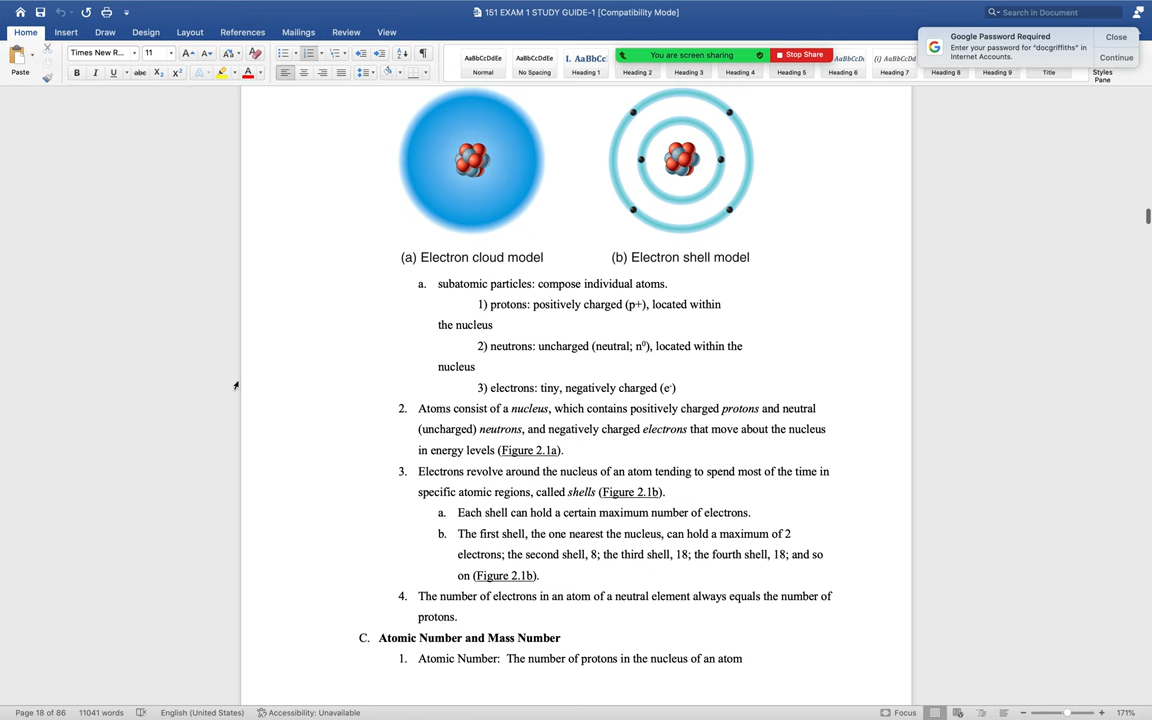 151 EXAM 1 STUDY GUIDE-1 [Compatibility Mode]
Search in Document
Home Insert Draw Design Layout References Mailings Review View
Google Password Required
Enter your password for “docgriffiths” in
Internet Accounts.
Close
Continue
You are screen sharing
Stop Share
Paste
Times New R... 11
AaBbCcDdEe AaBbCcDdEe I. AaBbCc AaBbCcDc (i) AaBbCcDd
Normal No Spacing Heading 1 Heading 2 Heading 3 Heading 4 Heading 5 Heading 6 Heading 7 Heading 8 Heading 9 Title
Styles
Pane
(a) Electron cloud model (b) Electron shell model
a. subatomic particles: compose individual atoms.
1) protons: positively charged (p+), located within
the nucleus
2) neutrons: uncharged (neutral; n⁰), located within the
nucleus
3) electrons: tiny, negatively charged (e⁻)
2. Atoms consist of a nucleus, which contains positively charged protons and neutral
(uncharged) neutrons, and negatively charged electrons that move about the nucleus
in energy levels (Figure 2.1a).
3. Electrons revolve around the nucleus of an atom tending to spend most of the time in
specific atomic regions, called shells (Figure 2.1b).
a. Each shell can hold a certain maximum number of electrons.
b. The first shell, the one nearest the nucleus, can hold a maximum of 2
electrons; the second shell, 8; the third shell, 18; the fourth shell, 18; and so
on (Figure 2.1b).
4. The number of electrons in an atom of a neutral element always equals the number of
protons.
C. Atomic Number and Mass Number
1. Atomic Number: The number of protons in the nucleus of an atom
Page 18 of 86 11041 words English (United States) Accessibility: Unavailable Focus 171%